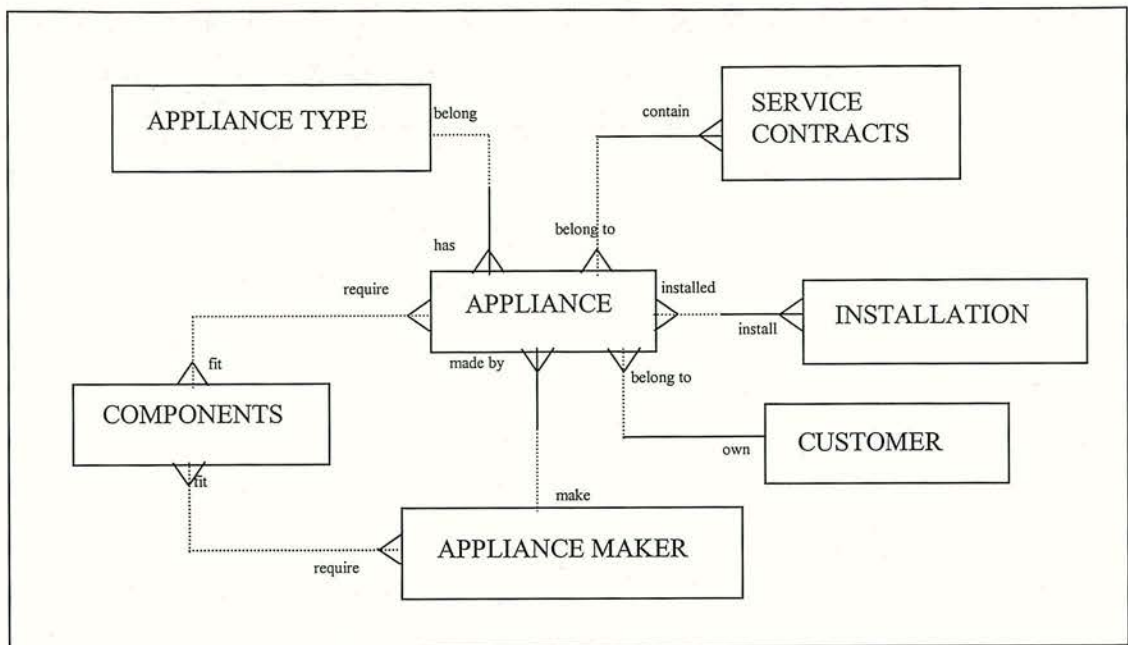 APPLIANCE TYPE
belong
contain
SERVICE
CONTRACTS
has
belong to
require
APPLIANCE
installed
INSTALLATION
install
made by
belong to
fit
COMPONENTS
CUSTOMER
own
fit
make
APPLIANCE MAKER
require